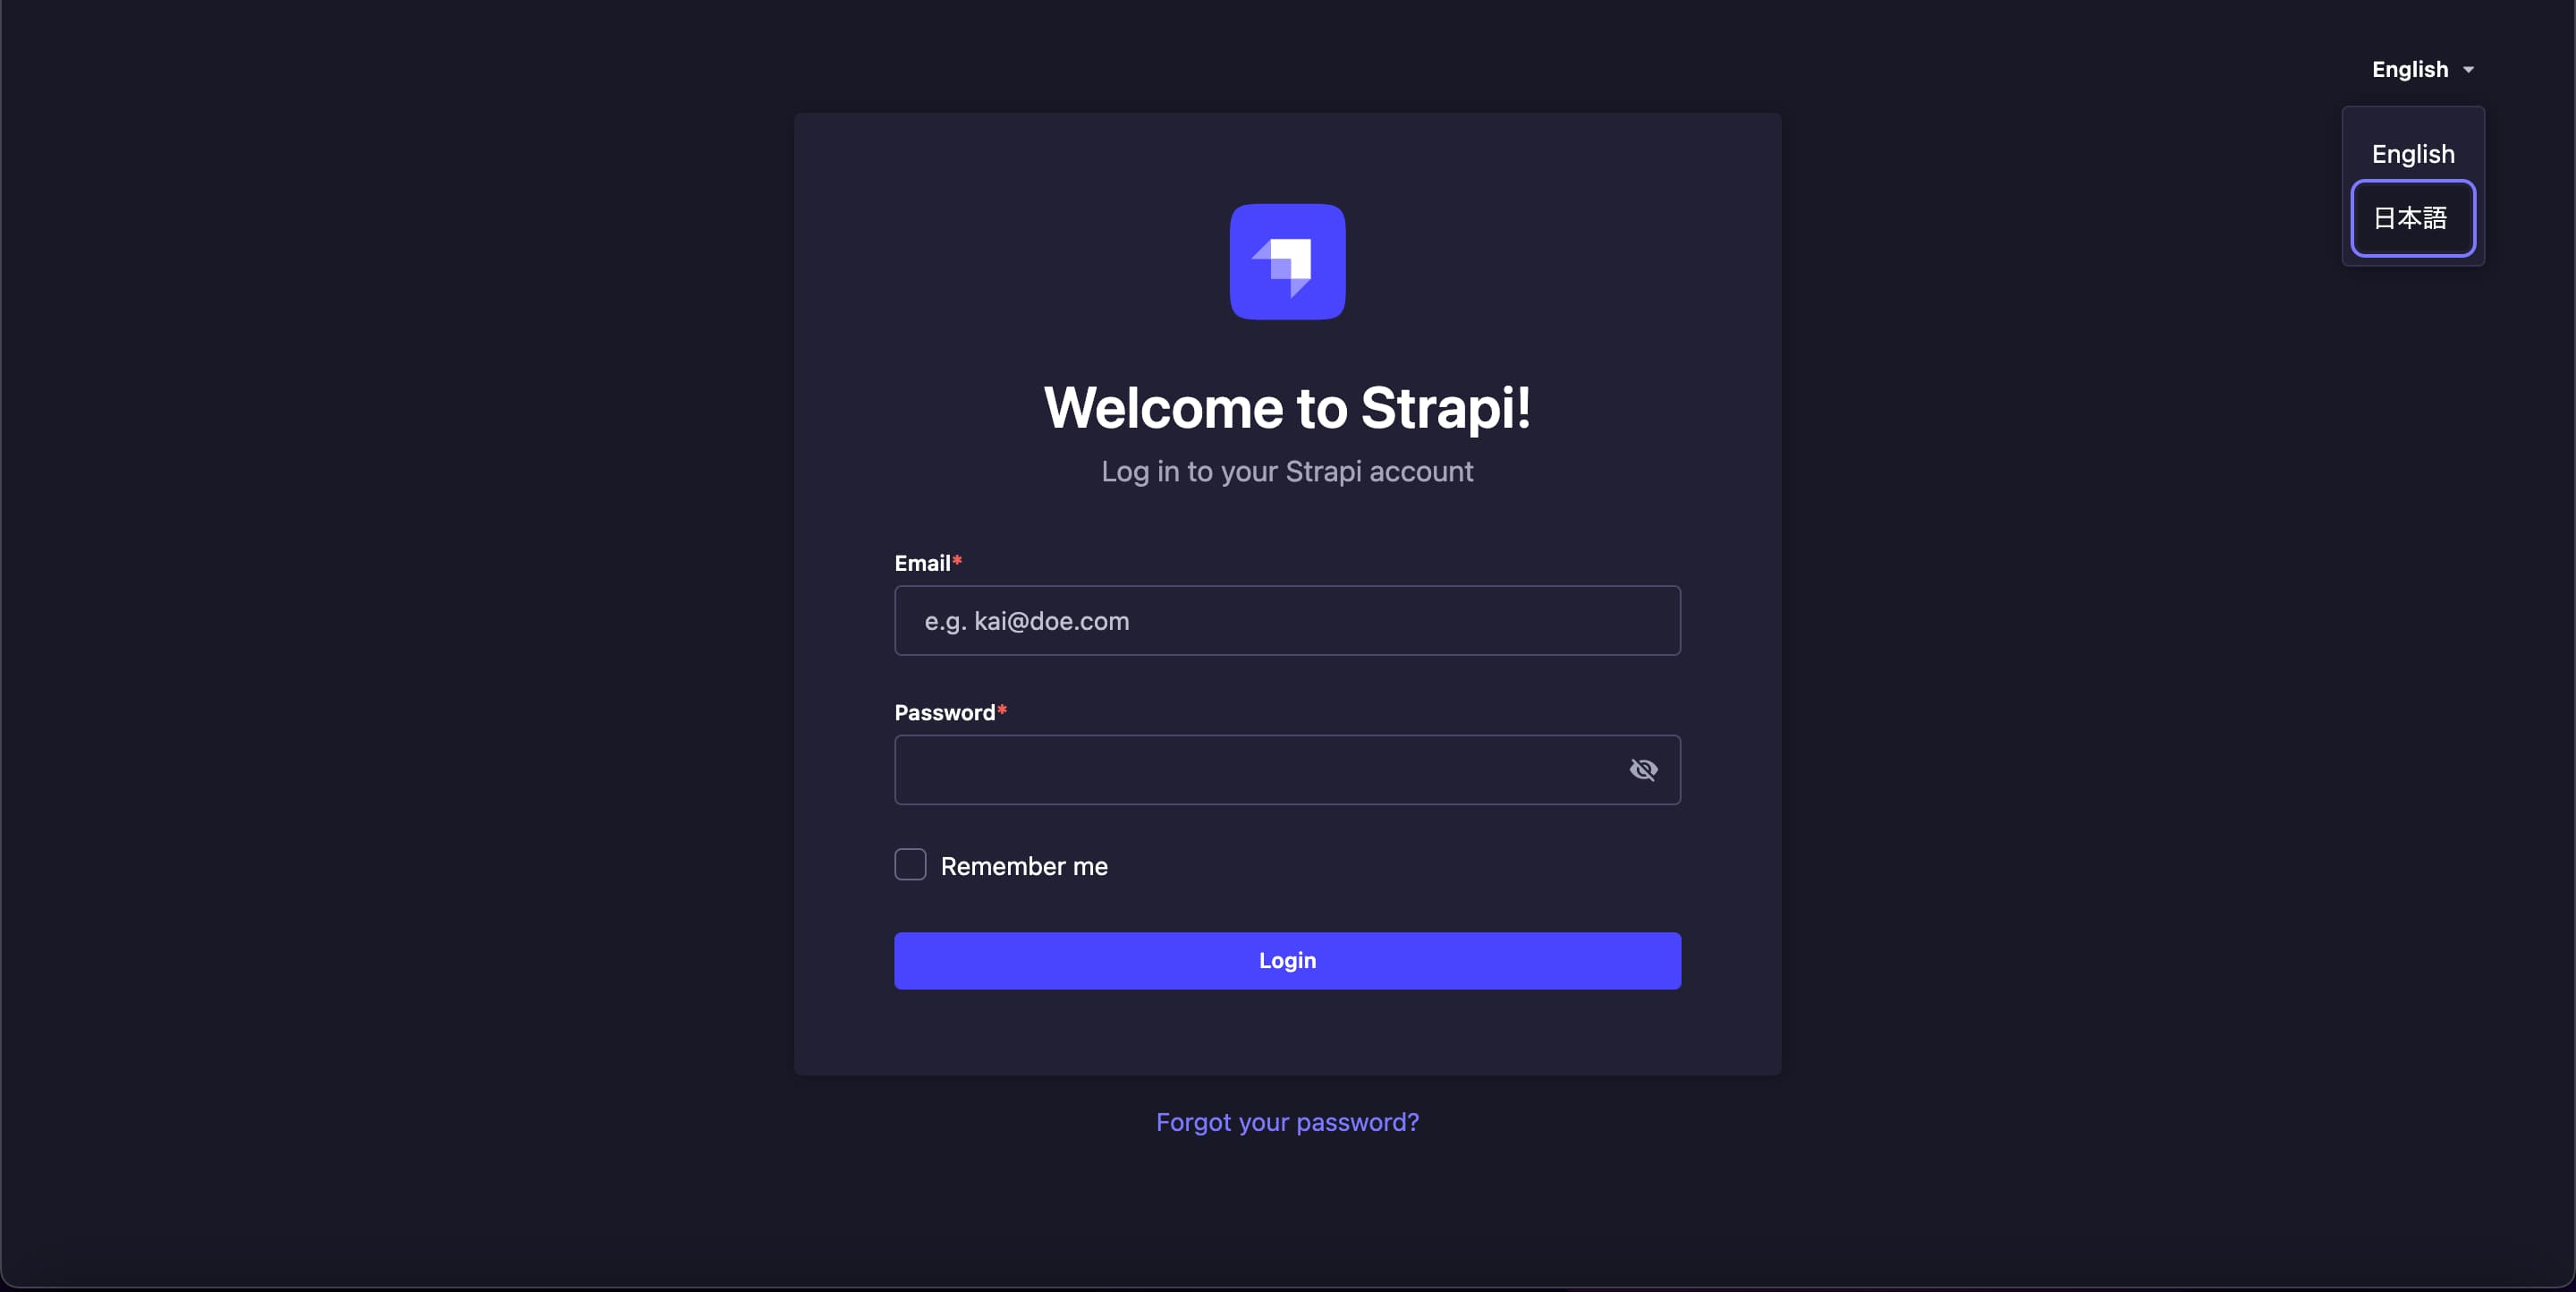 English
English
日本語
Welcome to Strapi!
Log in to your Strapi account
Email*
e.g. kai@doe.com
Password*
Remember me
Login
Forgot your password?